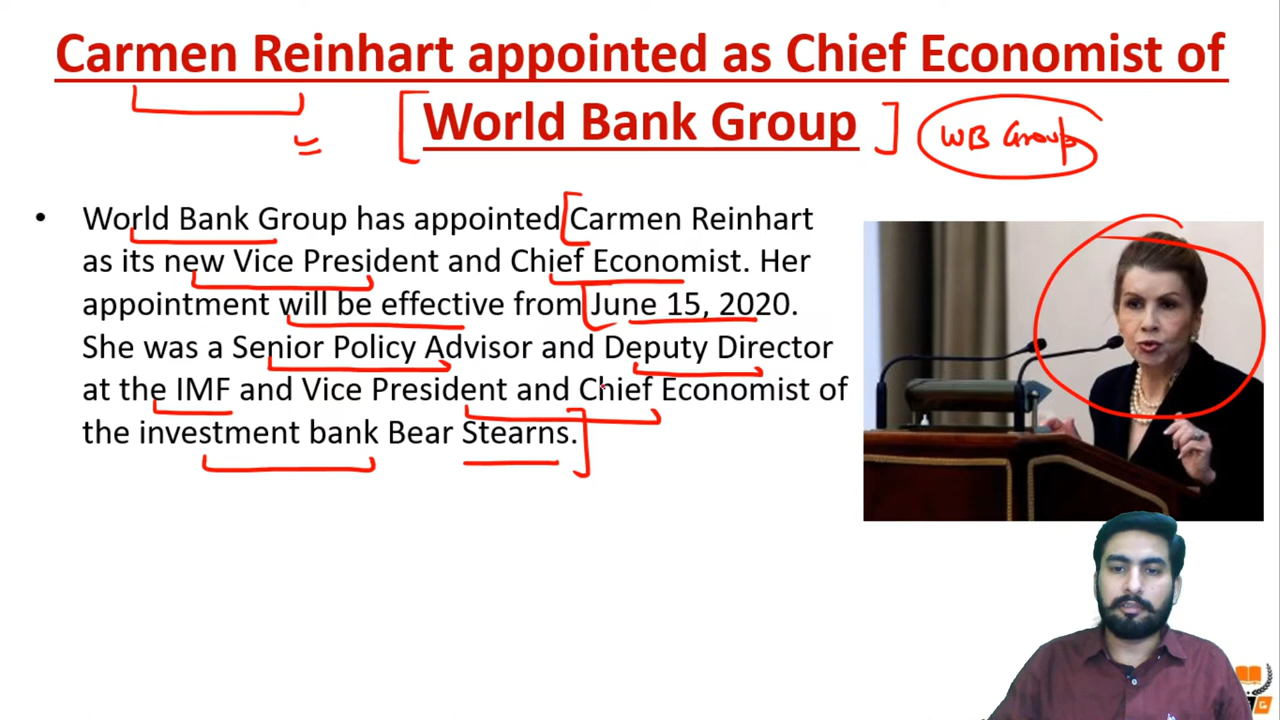 Carmen Reinhart appointed as Chief Economist of
World Bank Group
WB Group
• World Bank Group has appointed Carmen Reinhart
as its new Vice President and Chief Economist. Her
appointment will be effective from June 15, 2020.
She was a Senior Policy Advisor and Deputy Director
at the IMF and Vice President and Chief Economist of
the investment bank Bear Stearns.